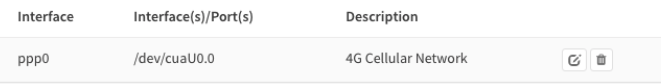 Interface Interface(s)/Port(s) Description
ppp0 /dev/cuaU0.0 4G Cellular Network